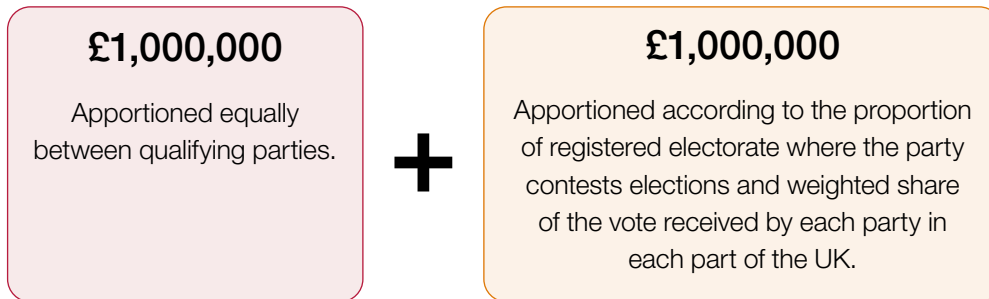 £1,000,000
Apportioned equally
between qualifying parties.
+
£1,000,000
Apportioned according to the proportion
of registered electorate where the party
contests elections and weighted share
of the vote received by each party in
each part of the UK.